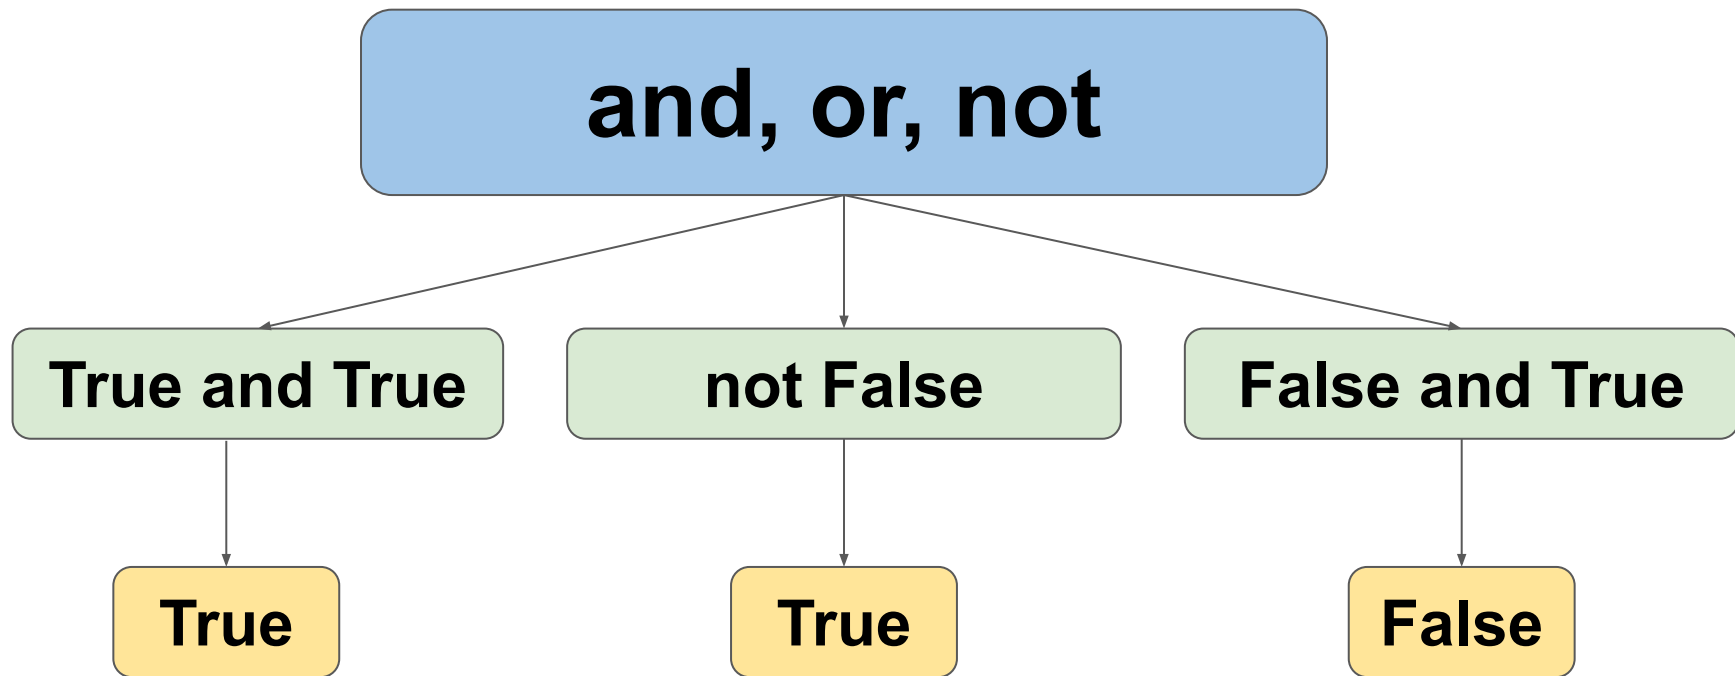 and, or, not
True and True
not False
False and True
True
True
False